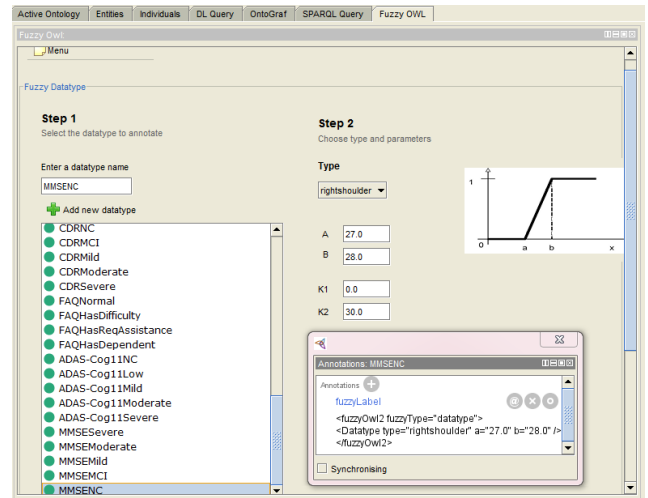 Active Ontology Entities Individuals DL Query OntoGraf SPARQL Query Fuzzy OWL
Fuzzy Owl:
Menu
Fuzzy Datatype
Step 1
Select the datatype to annotate
Enter a datatype name
MMSENC
Add new datatype
CDRNC
CDRMCI
CDRMild
CDRModerate
CDRSevere
FAQNormal
FAQHasDifficulty
FAQHasReqAssistance
FAQHasDependent
ADAS-Cog11NC
ADAS-Cog11Low
ADAS-Cog11Mild
ADAS-Cog11Moderate
ADAS-Cog11Severe
MMSESevere
MMSEModerate
MMSEMild
MMSEMCI
MMSENC
Step 2
Choose type and parameters
Type
rightshoulder
A 27.0
B 28.0
K1 0.0
K2 30.0
1
0 a b x
Annotations: MMSENC
Annotations
fuzzyLabel
<fuzzyOwl2 fuzzyType="datatype">
<Datatype type="rightshoulder" a="27.0" b="28.0" />
</fuzzyOwl2>
Synchronising